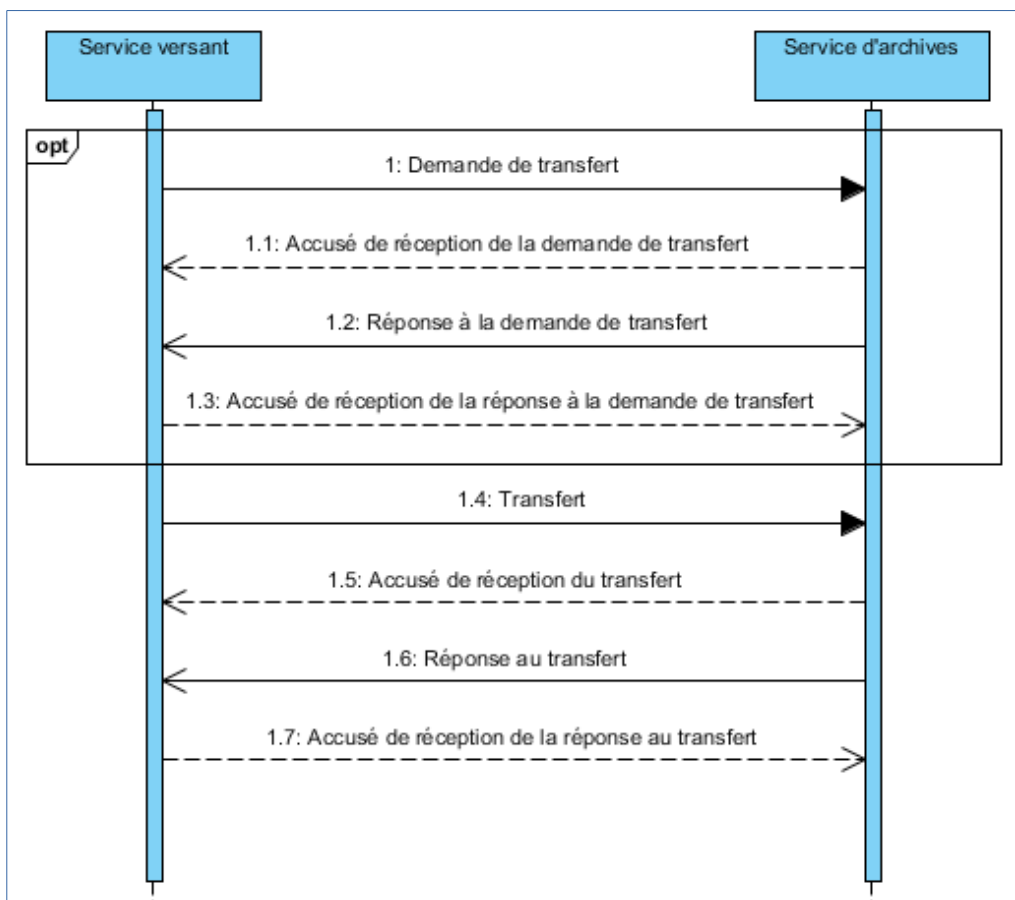 Service versant
Service d'archives
opt
1: Demande de transfert
1.1: Accusé de réception de la demande de transfert
1.2: Réponse à la demande de transfert
1.3: Accusé de réception de la réponse à la demande de transfert
1.4: Transfert
1.5: Accusé de réception du transfert
1.6: Réponse au transfert
1.7: Accusé de réception de la réponse au transfert